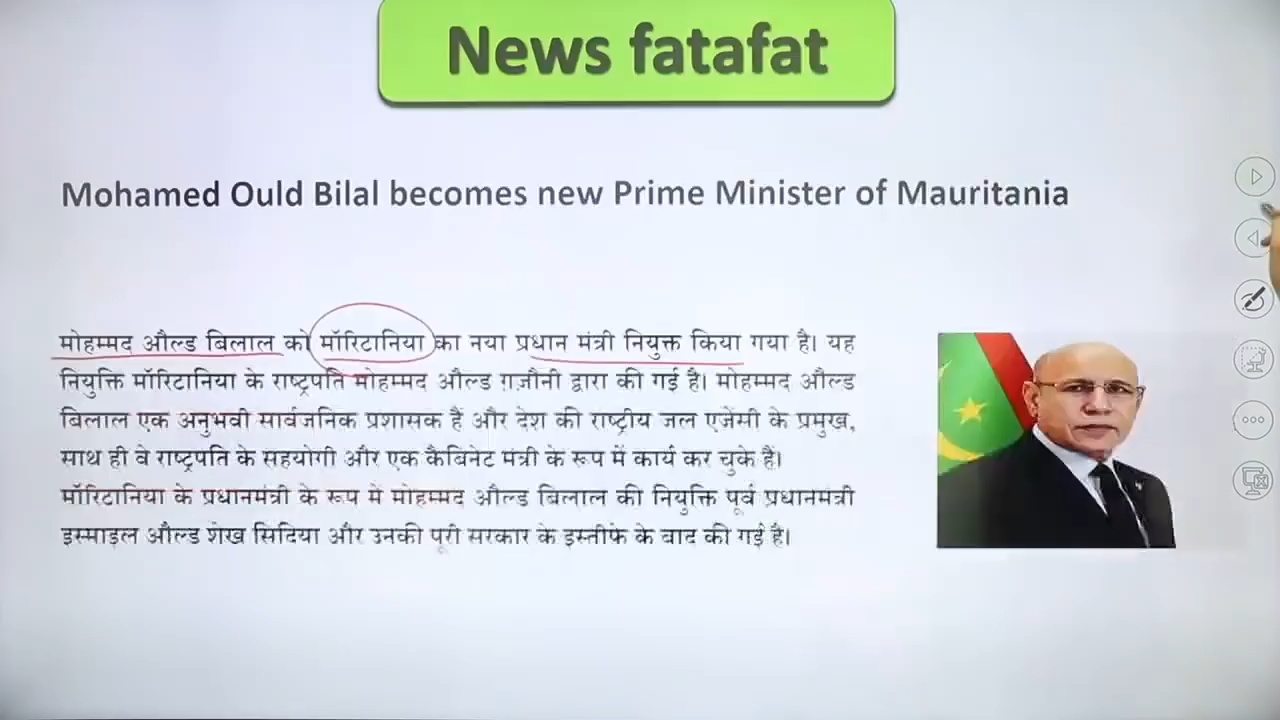 News fatafat
Mohamed Ould Bilal becomes new Prime Minister of Mauritania
मोहम्मद औल्ड बिलाल को मॉरिटानिया का नया प्रधान मंत्री नियुक्त किया गया है। यह
नियुक्ति मॉरिटानिया के राष्ट्रपति मोहम्मद औल्ड ग़ज़ौनी द्वारा की गई है। मोहम्मद औल्ड
बिलाल एक अनुभवी सार्वजनिक प्रशासक हैं और देश की राष्ट्रीय जल एजेंसी के प्रमुख,
साथ ही वे राष्ट्रपति के सहयोगी और एक कैबिनेट मंत्री के रूप में कार्य कर चुके हैं।
मॉरिटानिया के प्रधानमंत्री के रूप में मोहम्मद औल्ड बिलाल की नियुक्ति पूर्व प्रधानमंत्री
इस्माइल औल्ड शेख सिदिया और उनकी पूरी सरकार के इस्तीफे के बाद की गई है।